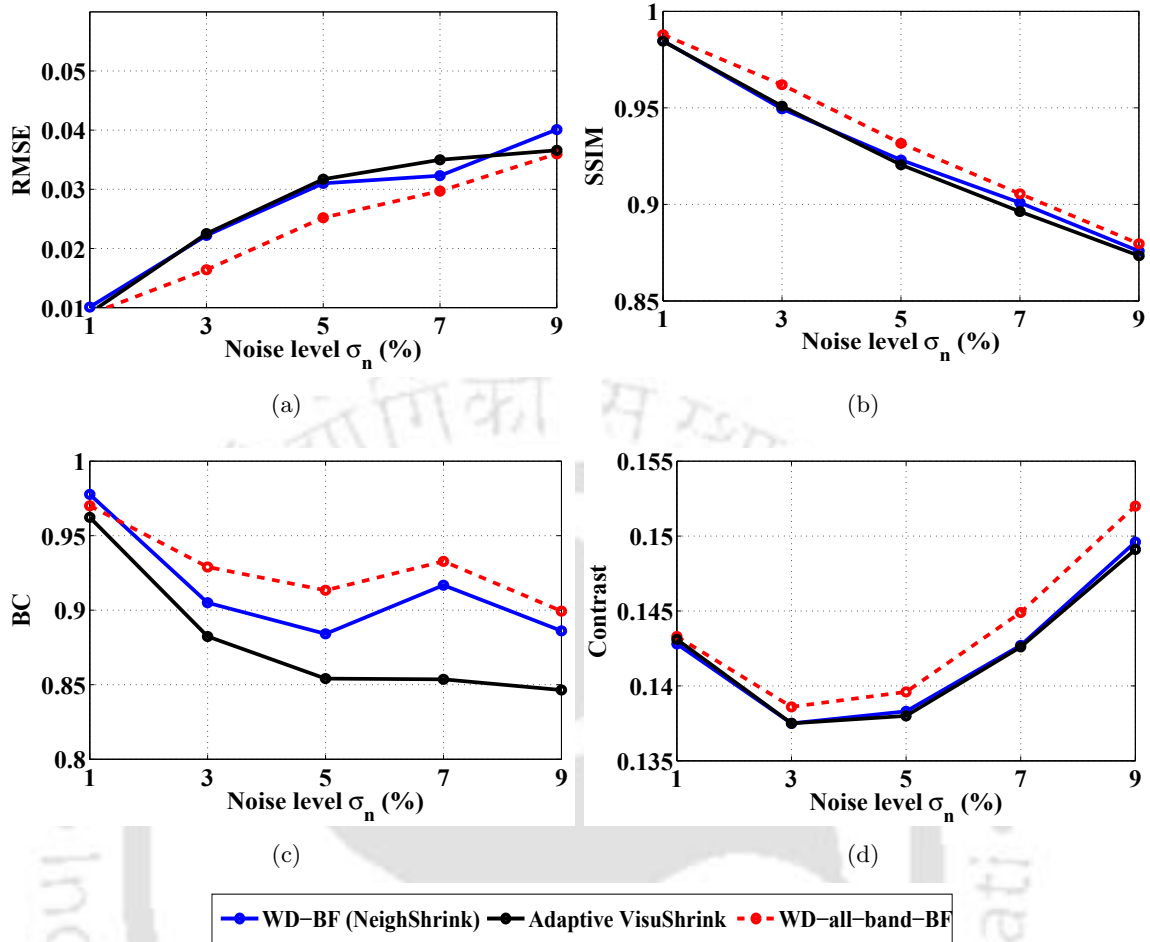 0.05
0.04
0.03
0.02
0.01
RMSE
1 3 5 7 9
Noise level σn (%)
(a)
1
0.95
0.9
0.85
SSIM
1 3 5 7 9
Noise level σn (%)
(b)
1
0.95
0.9
0.85
0.8
BC
1 3 5 7 9
Noise level σn (%)
(c)
0.155
0.15
0.145
0.14
0.135
Contrast
1 3 5 7 9
Noise level σn (%)
(d)
WD−BF (NeighShrink) Adaptive VisuShrink WD−all−band−BF